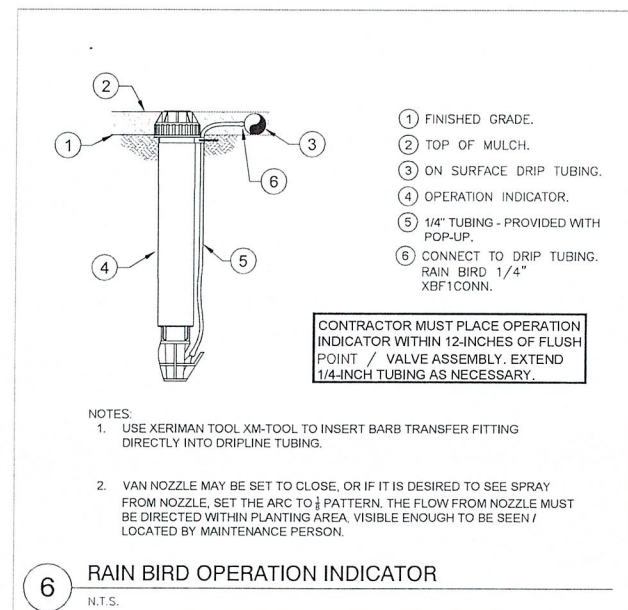 2
1
3
6
5
4
1 FINISHED GRADE.
2 TOP OF MULCH.
3 ON SURFACE DRIP TUBING.
4 OPERATION INDICATOR.
5 1/4" TUBING - PROVIDED WITH
POP-UP.
6 CONNECT TO DRIP TUBING.
RAIN BIRD 1/4"
XBF1CONN.
CONTRACTOR MUST PLACE OPERATION
INDICATOR WITHIN 12-INCHES OF FLUSH
POINT / VALVE ASSEMBLY. EXTEND
1/4-INCH TUBING AS NECESSARY.
NOTES:
1. USE XERIMAN TOOL XM-TOOL TO INSERT BARB TRANSFER FITTING
DIRECTLY INTO DRIPLINE TUBING.
2. VAN NOZZLE MAY BE SET TO CLOSE, OR IF IT IS DESIRED TO SEE SPRAY
FROM NOZZLE, SET THE ARC TO 1/8 PATTERN. THE FLOW FROM NOZZLE MUST
BE DIRECTED WITHIN PLANTING AREA, VISIBLE ENOUGH TO BE SEEN /
LOCATED BY MAINTENANCE PERSON.
6 RAIN BIRD OPERATION INDICATOR
N.T.S.